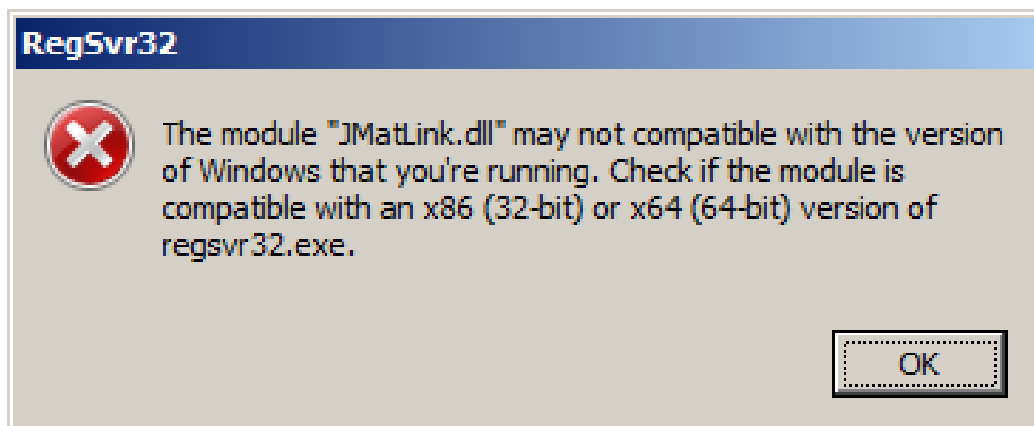 RegSvr32
The module "JMatLink.dll" may not compatible with the version
of Windows that you're running. Check if the module is
compatible with an x86 (32-bit) or x64 (64-bit) version of
regsvr32.exe.
OK